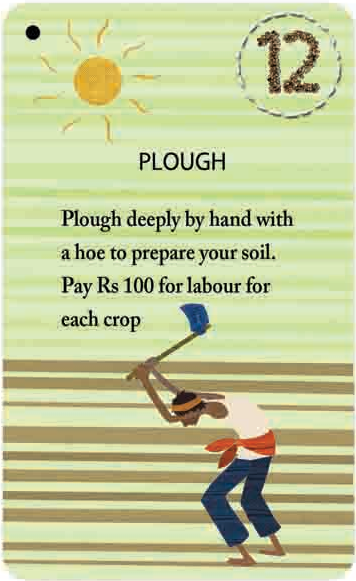 12
PLOUGH
Plough deeply by hand with
a hoe to prepare your soil.
Pay Rs 100 for labour for
each crop